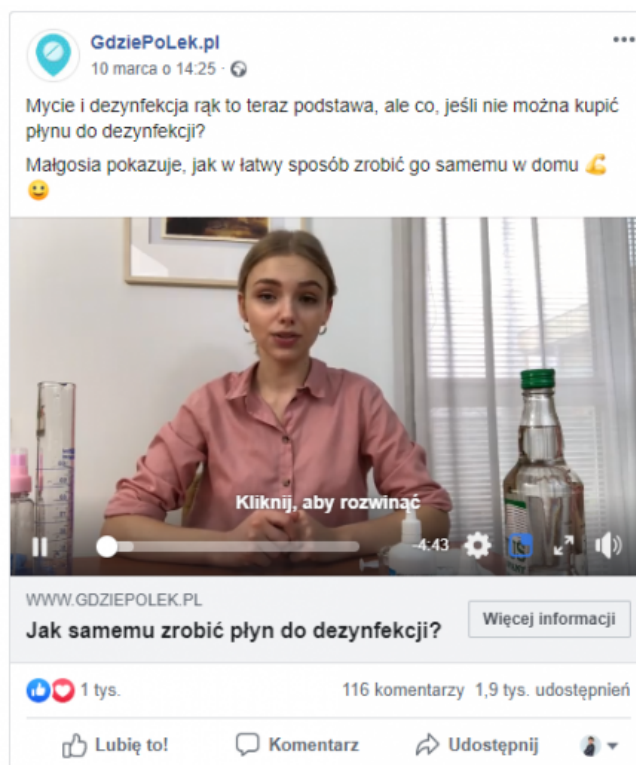 GdziePoLek.pl
10 marca o 14:25 ·
Mycie i dezynfekcja rąk to teraz podstawa, ale co, jeśli nie można kupić
płynu do dezynfekcji?
Małgosia pokazuje, jak w łatwy sposób zrobić go samemu w domu 💪
🙂
Kliknij, aby rozwinąć
-4:43
WWW.GDZIEPOLEK.PL
Jak samemu zrobić płyn do dezynfekcji?
Więcej informacji
1 tys.
116 komentarzy 1,9 tys. udostępnień
Lubię to!
Komentarz
Udostępnij